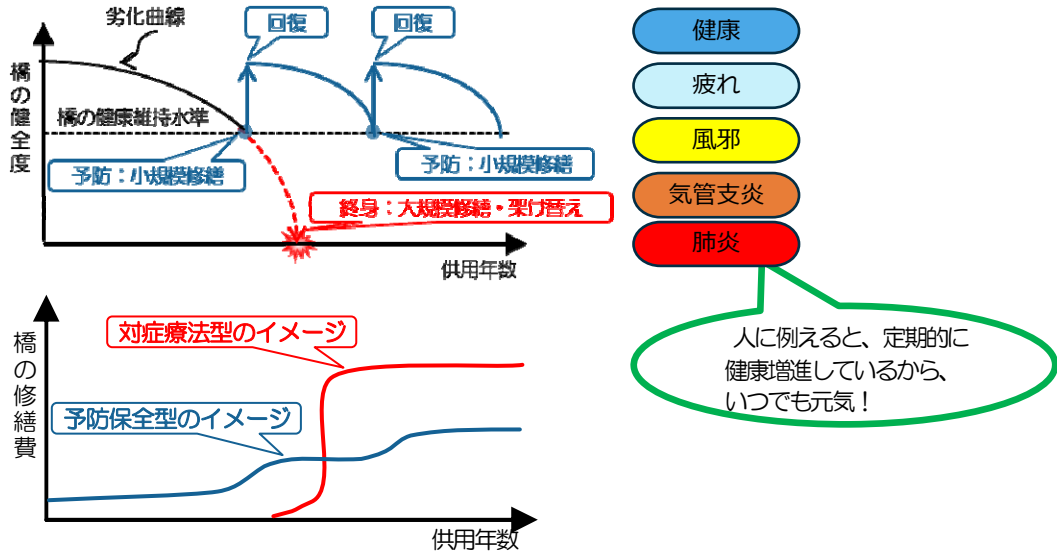 劣化曲線
回復
回復
橋の健全度
橋の健康維持水準
予防：小規模修繕
予防：小規模修繕
終身：大規模修繕・架け替え
供用年数
健康
疲れ
風邪
気管支炎
肺炎
人に例えると、定期的に
健康増進しているから、
いつでも元気！
橋の修繕費
対症療法型のイメージ
予防保全型のイメージ
供用年数